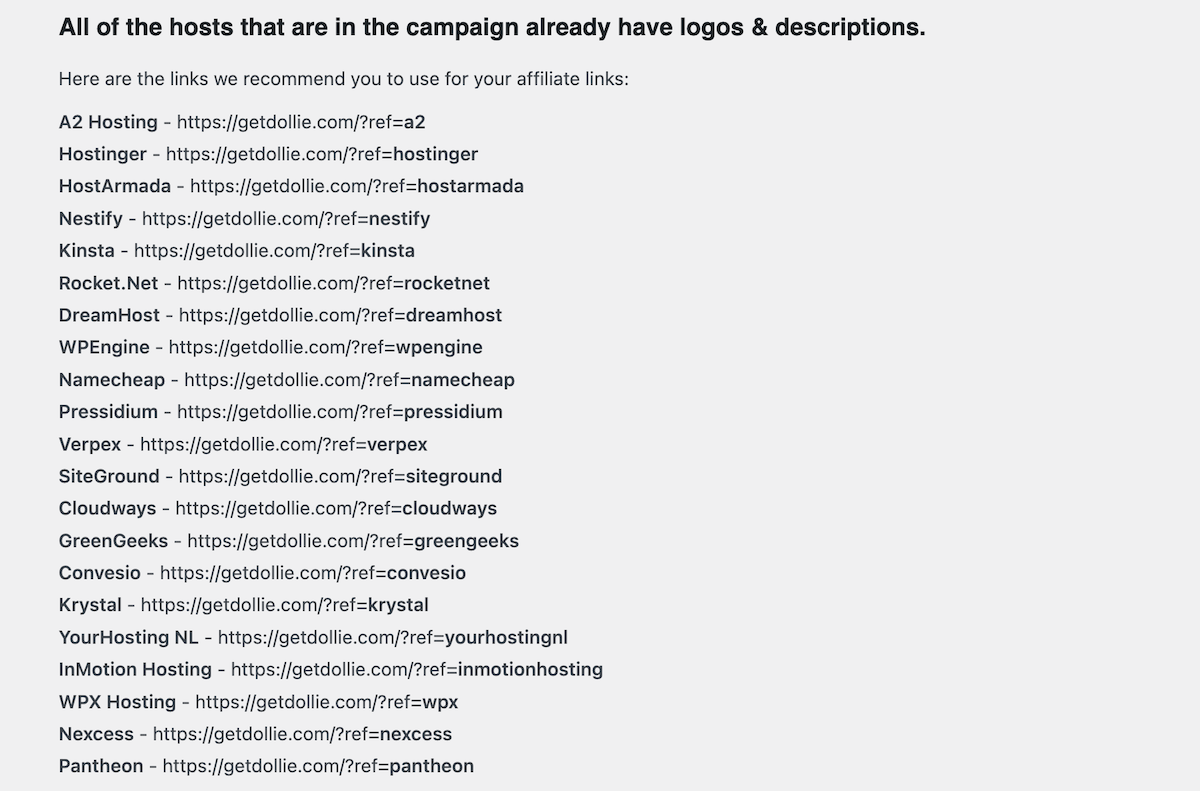 All of the hosts that are in the campaign already have logos & descriptions.
Here are the links we recommend you to use for your affiliate links:
A2 Hosting - https://getdollie.com/?ref=a2
Hostinger - https://getdollie.com/?ref=hostinger
HostArmada - https://getdollie.com/?ref=hostarmada
Nestify - https://getdollie.com/?ref=nestify
Kinsta - https://getdollie.com/?ref=kinsta
Rocket.Net - https://getdollie.com/?ref=rocketnet
DreamHost - https://getdollie.com/?ref=dreamhost
WPEngine - https://getdollie.com/?ref=wpengine
Namecheap - https://getdollie.com/?ref=namecheap
Pressidium - https://getdollie.com/?ref=pressidium
Verpex - https://getdollie.com/?ref=verpex
SiteGround - https://getdollie.com/?ref=siteground
Cloudways - https://getdollie.com/?ref=cloudways
GreenGeeks - https://getdollie.com/?ref=greengeeks
Convesio - https://getdollie.com/?ref=convesio
Krystal - https://getdollie.com/?ref=krystal
YourHosting NL - https://getdollie.com/?ref=yourhostingnl
InMotion Hosting - https://getdollie.com/?ref=inmotionhosting
WPX Hosting - https://getdollie.com/?ref=wpx
Nexcess - https://getdollie.com/?ref=nexcess
Pantheon - https://getdollie.com/?ref=pantheon